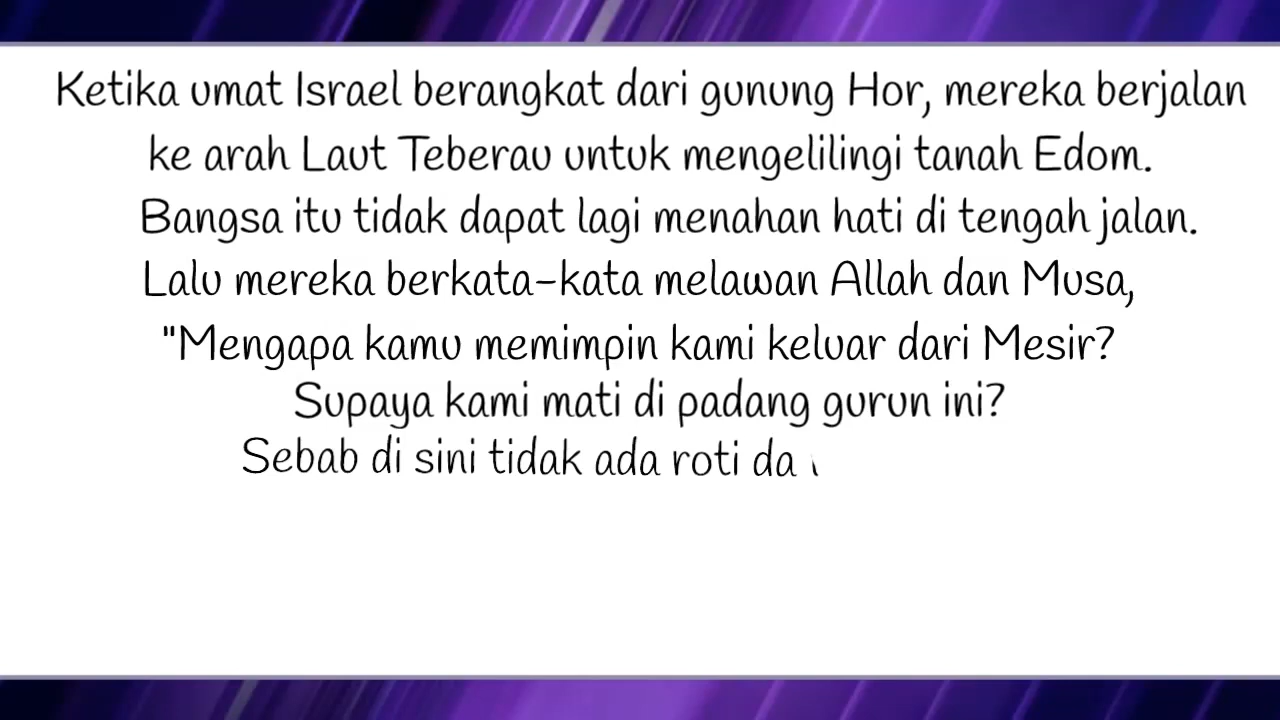 Ketika umat Israel berangkat dari gunung Hor, mereka berjalan
ke arah Laut Teberau untuk mengelilingi tanah Edom.
Bangsa itu tidak dapat lagi menahan hati di tengah jalan.
Lalu mereka berkata-kata melawan Allah dan Musa,
"Mengapa kamu memimpin kami keluar dari Mesir?
Supaya kami mati di padang gurun ini?
Sebab di sini tidak ada roti da